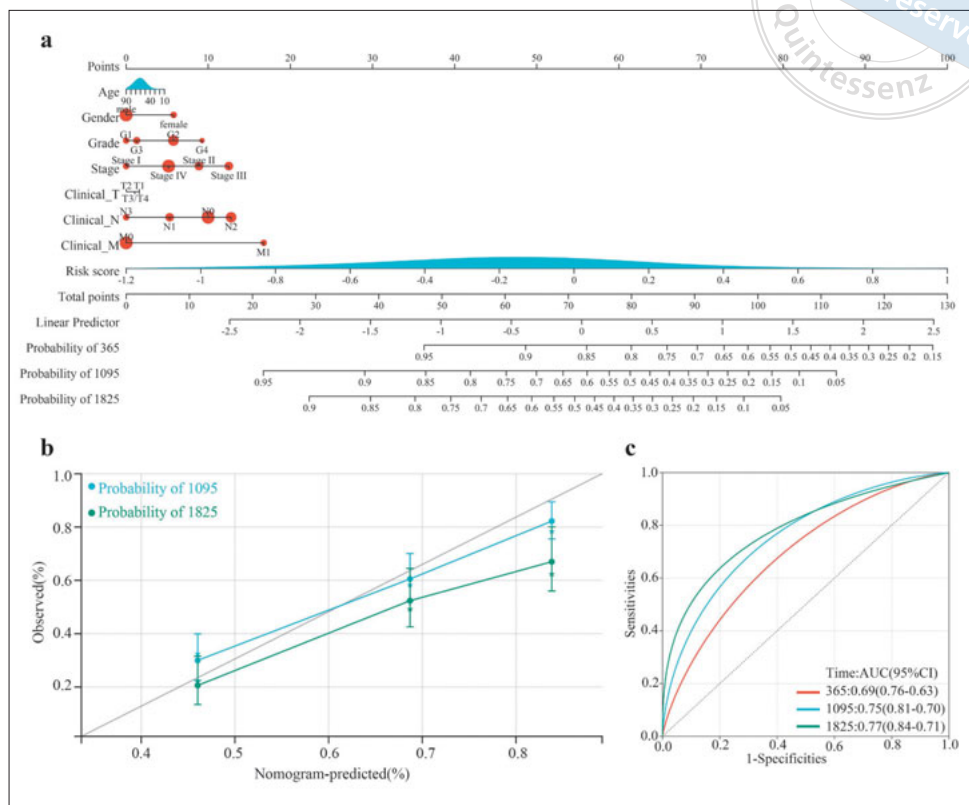 reserve
Quintessenz
a
Points 0 10 20 30 40 50 60 70 80 90 100
Age
90 40 10
Gender male female
Grade G1 G3 G2 G4
Stage Stage I Stage IV Stage II Stage III
Clinical_T T2 T1 T3/T4
Clinical_N N3 N1 N0 N2
Clinical_M M0 M1
Risk score -1.2 -1 -0.8 -0.6 -0.4 -0.2 0 0.2 0.4 0.6 0.8 1
Total points 0 10 20 30 40 50 60 70 80 90 100 110 120 130
Linear Predictor -2.5 -2 -1.5 -1 -0.5 0 0.5 1 1.5 2 2.5
Probability of 365 0.95 0.9 0.85 0.8 0.75 0.7 0.65 0.6 0.55 0.5 0.45 0.4 0.35 0.3 0.25 0.2 0.15
Probability of 1095 0.95 0.9 0.85 0.8 0.75 0.7 0.65 0.6 0.55 0.5 0.45 0.4 0.35 0.3 0.25 0.2 0.15 0.1 0.05
Probability of 1825 0.9 0.85 0.8 0.75 0.7 0.65 0.6 0.55 0.5 0.45 0.4 0.35 0.3 0.25 0.2 0.15 0.1 0.05
b
Probability of 1095
Probability of 1825
Observed(%)
1.0
0.8
0.6
0.4
0.2
0.4 0.5 0.6 0.7 0.8
Nomogram-predicted(%)
c
Sensitivities
1.0
0.8
0.6
0.4
0.2
0.0
Time:AUC(95%CI)
365:0.69(0.76-0.63)
1095:0.75(0.81-0.70)
1825:0.77(0.84-0.71)
0.0 0.2 0.4 0.6 0.8 1.0
1-Specificities